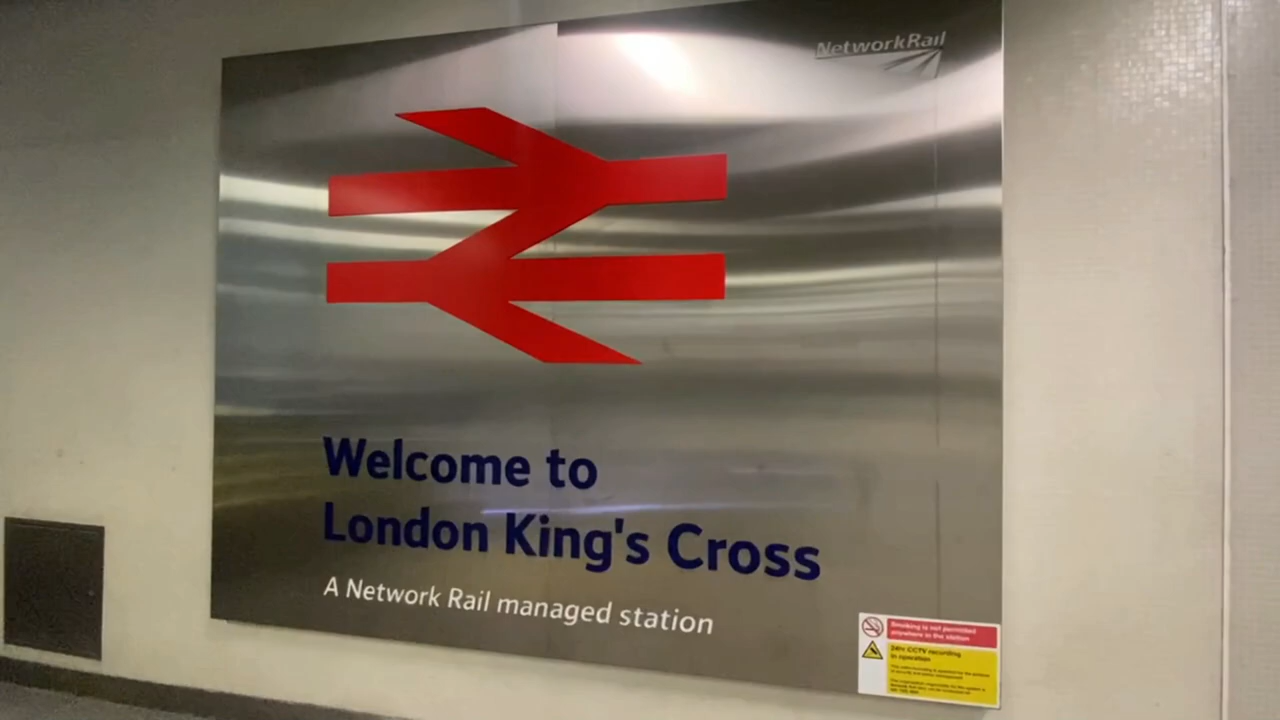 NetworkRail
Welcome to
London King's Cross
A Network Rail managed station
Smoking is not permitted
anywhere in the station
24hr CCTV recording
in operation